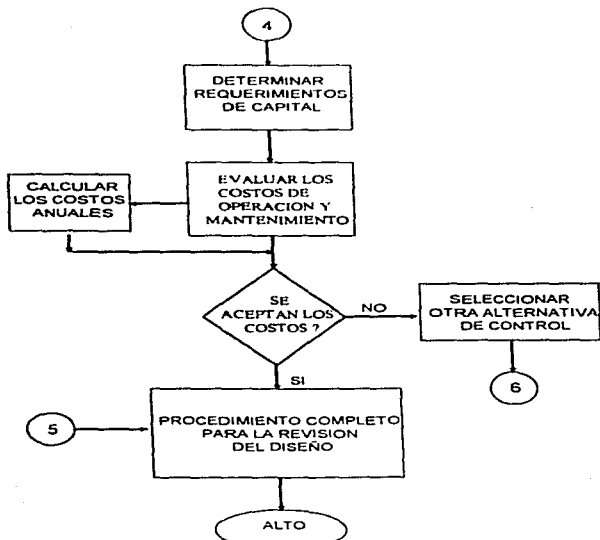 4
DETERMINAR
REQUERIMIENTOS
DE CAPITAL
CALCULAR
LOS COSTOS
ANUALES
EVALUAR LOS
COSTOS DE
OPERACION Y
MANTENIMIENTO
SE
ACEPTAN LOS
COSTOS ?
NO
SELECCIONAR
OTRA ALTERNATIVA
DE CONTROL
6
SI
5
PROCEDIMIENTO COMPLETO
PARA LA REVISION
DEL DISEÑO
ALTO